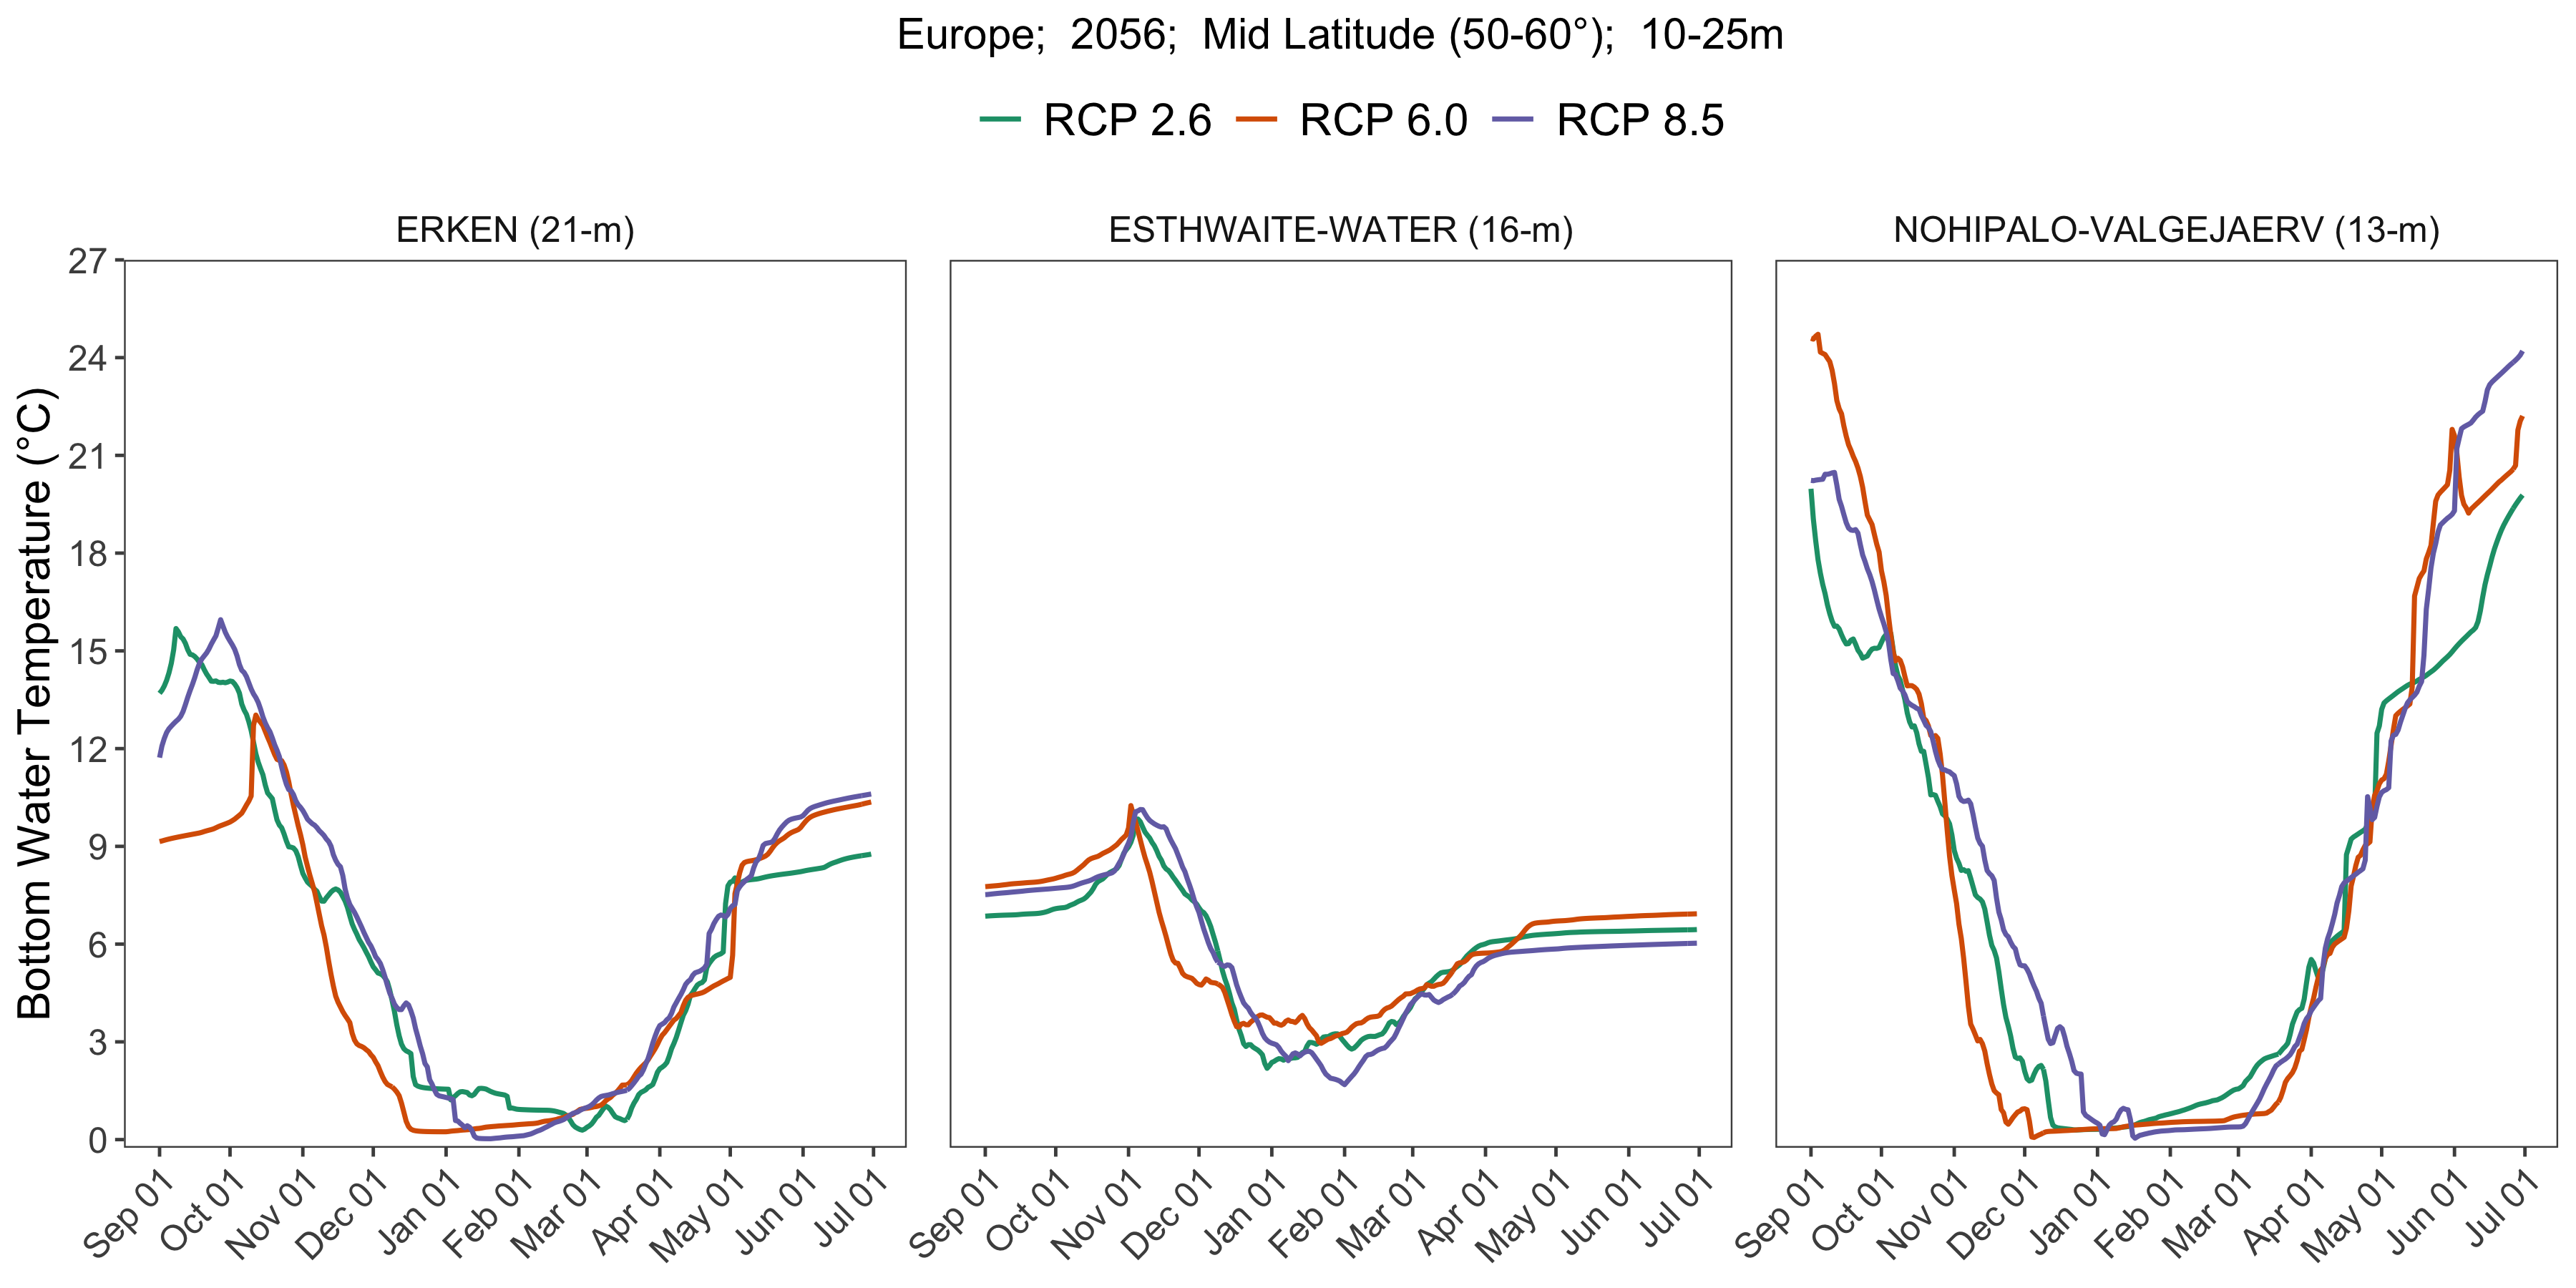 Europe;  2056;  Mid Latitude (50-60°);  10-25m
RCP 2.6 RCP 6.0 RCP 8.5
ERKEN (21-m) ESTHWAITE-WATER (16-m) NOHIPALO-VALGEJAERV (13-m)
Bottom Water Temperature (°C)
27
24
21
18
15
12
9
6
3
0
Sep 01 Oct 01 Nov 01 Dec 01 Jan 01 Feb 01 Mar 01 Apr 01 May 01 Jun 01 Jul 01
Sep 01 Oct 01 Nov 01 Dec 01 Jan 01 Feb 01 Mar 01 Apr 01 May 01 Jun 01 Jul 01
Sep 01 Oct 01 Nov 01 Dec 01 Jan 01 Feb 01 Mar 01 Apr 01 May 01 Jun 01 Jul 01